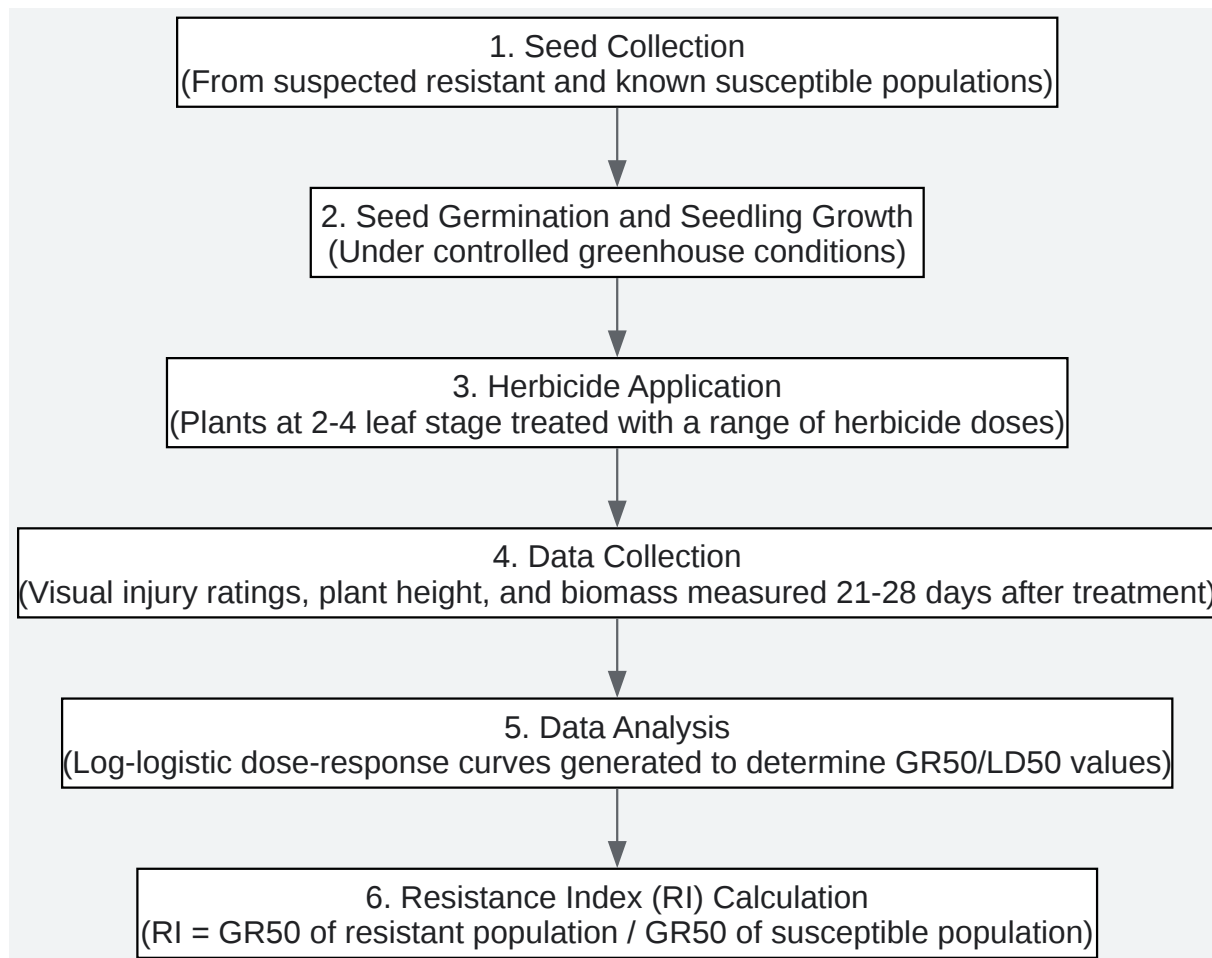 1. Seed Collection
(From suspected resistant and known susceptible populations)
2. Seed Germination and Seedling Growth
(Under controlled greenhouse conditions)
3. Herbicide Application
(Plants at 2-4 leaf stage treated with a range of herbicide doses)
4. Data Collection
(Visual injury ratings, plant height, and biomass measured 21-28 days after treatment)
5. Data Analysis
(Log-logistic dose-response curves generated to determine GR50/LD50 values)
6. Resistance Index (RI) Calculation
(RI = GR50 of resistant population / GR50 of susceptible population)